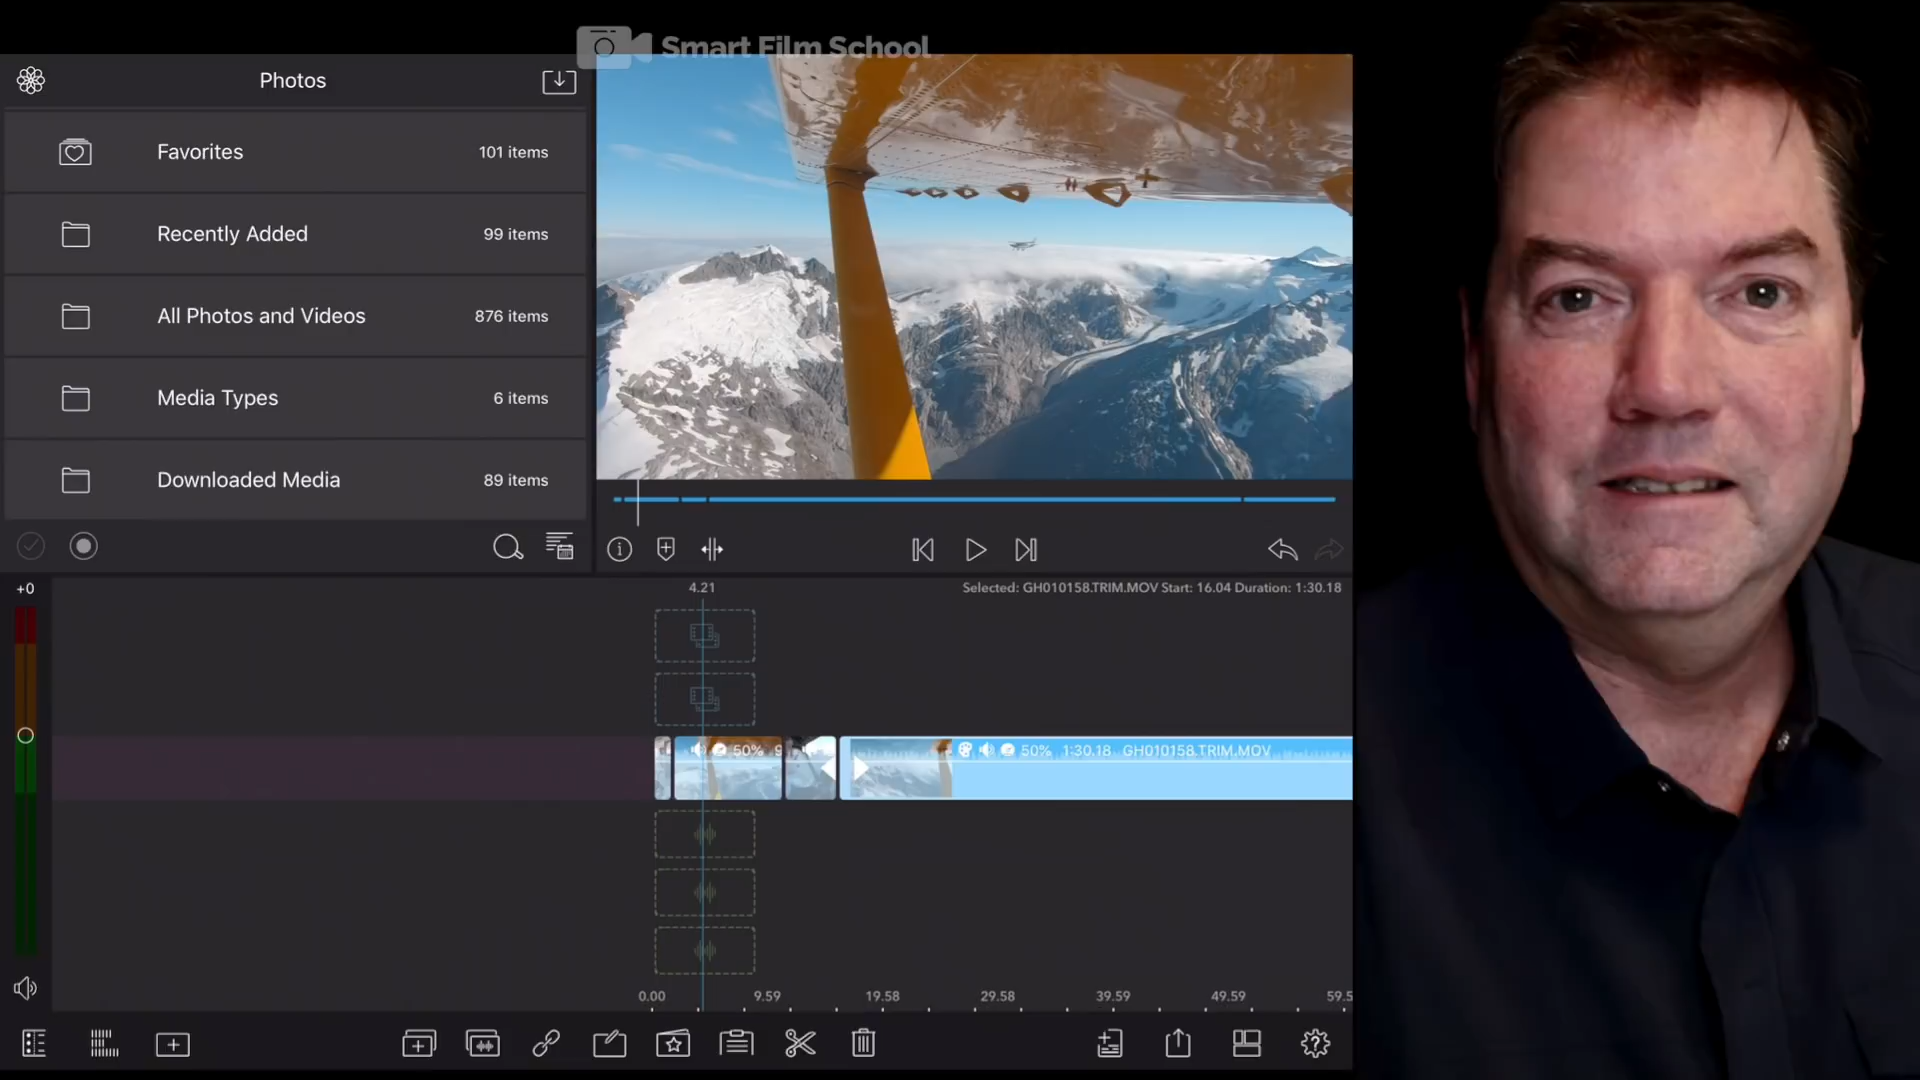 Smart Film School
Photos
Favorites 101 items
Recently Added 99 items
All Photos and Videos 876 items
Media Types 6 items
Downloaded Media 89 items
+0
4.21
Selected: GH010158.TRIM.MOV Start: 16.04 Duration: 1:30.18
50% 9
50% 1:30.18 GH010158.TRIM.MOV
0.00 9.59 19.58 29.58 39.59 49.59 59.5